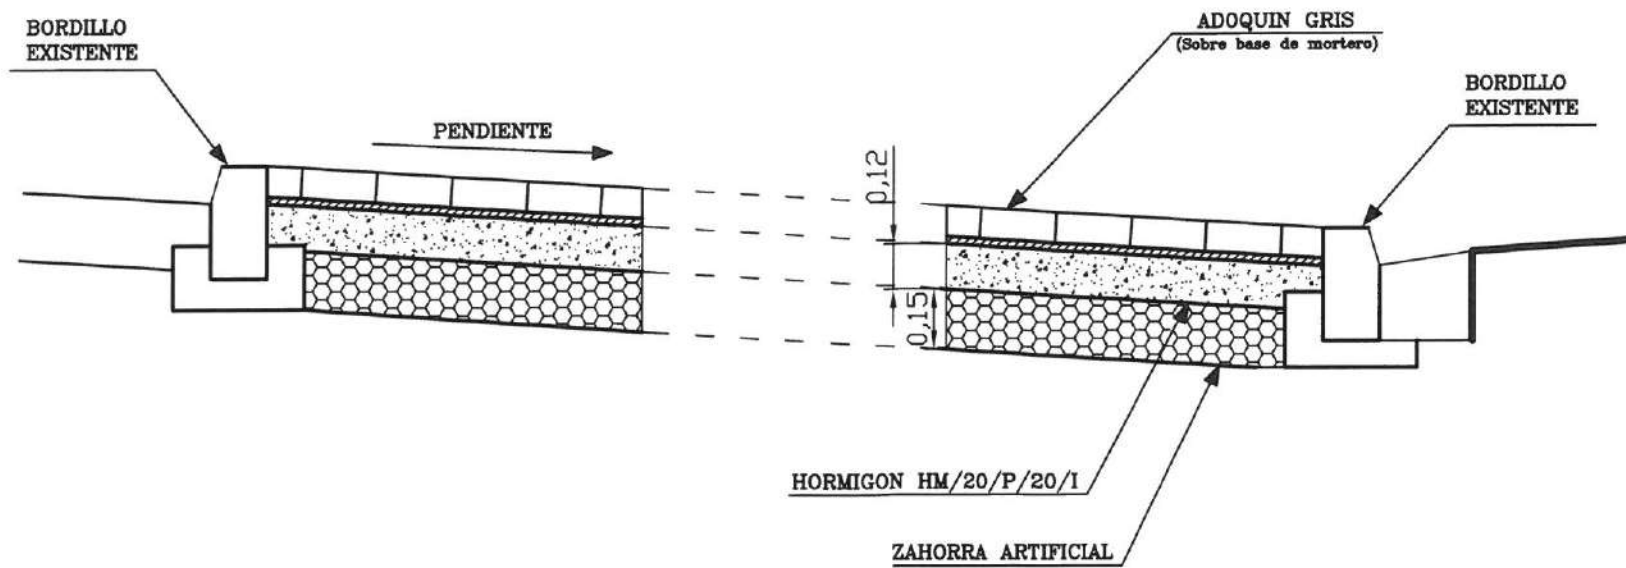 BORDILLO
EXISTENTE
PENDIENTE
ADOQUIN GRIS
(Sobre base de mortero)
BORDILLO
EXISTENTE
0,12
0,15
HORMIGON HM/20/P/20/I
ZAHORRA ARTIFICIAL